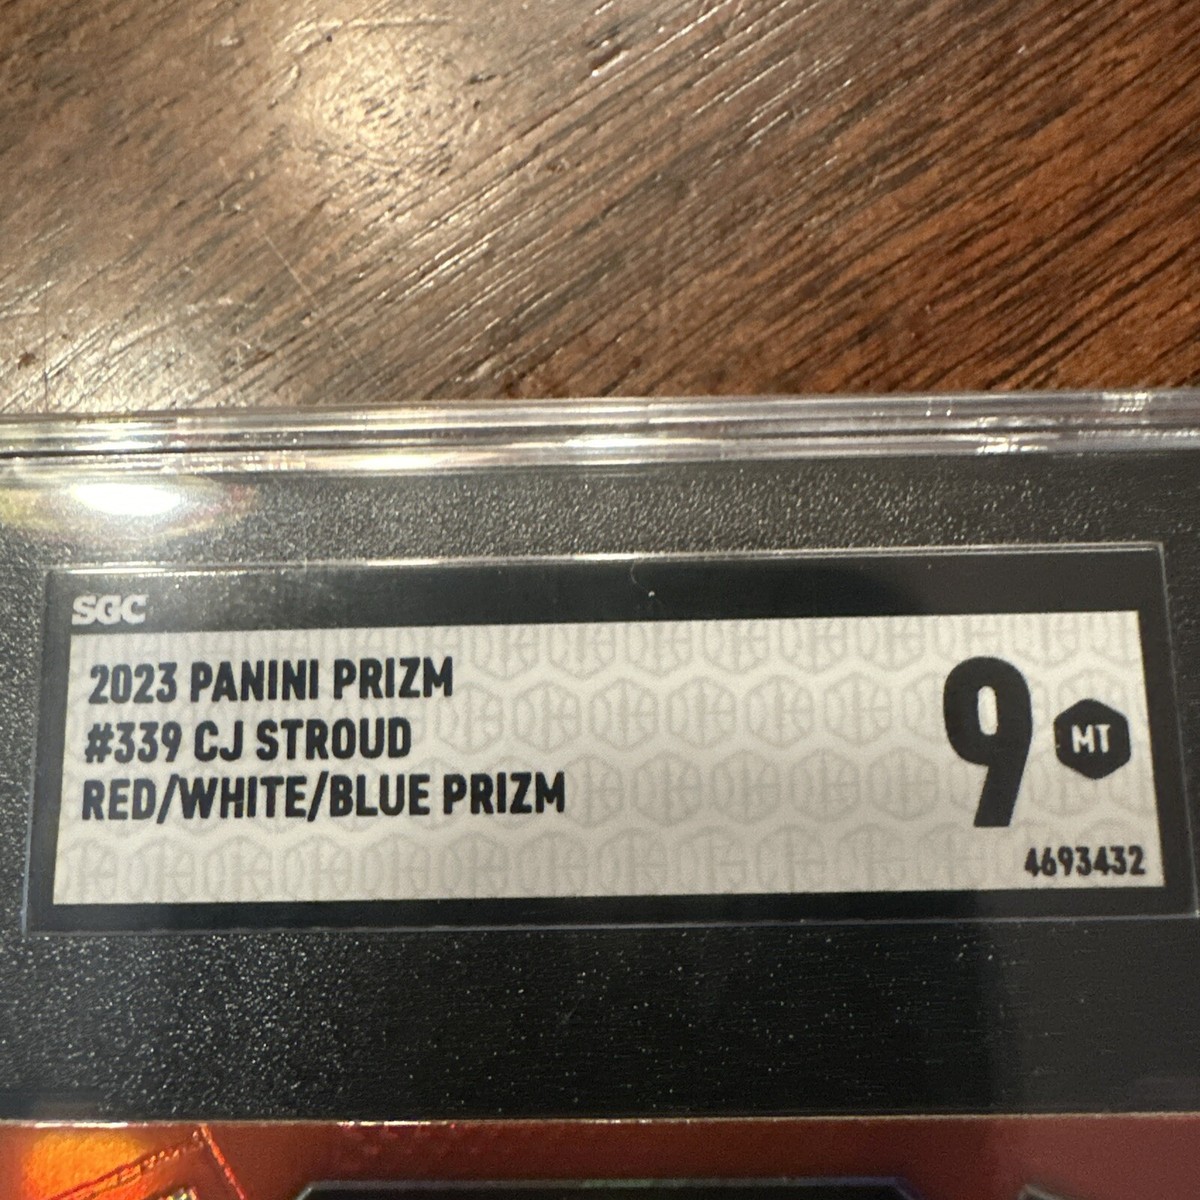 SGC
2023 PANINI PRIZM
#339 CJ STROUD
RED/WHITE/BLUE PRIZM
9 MT
4693432